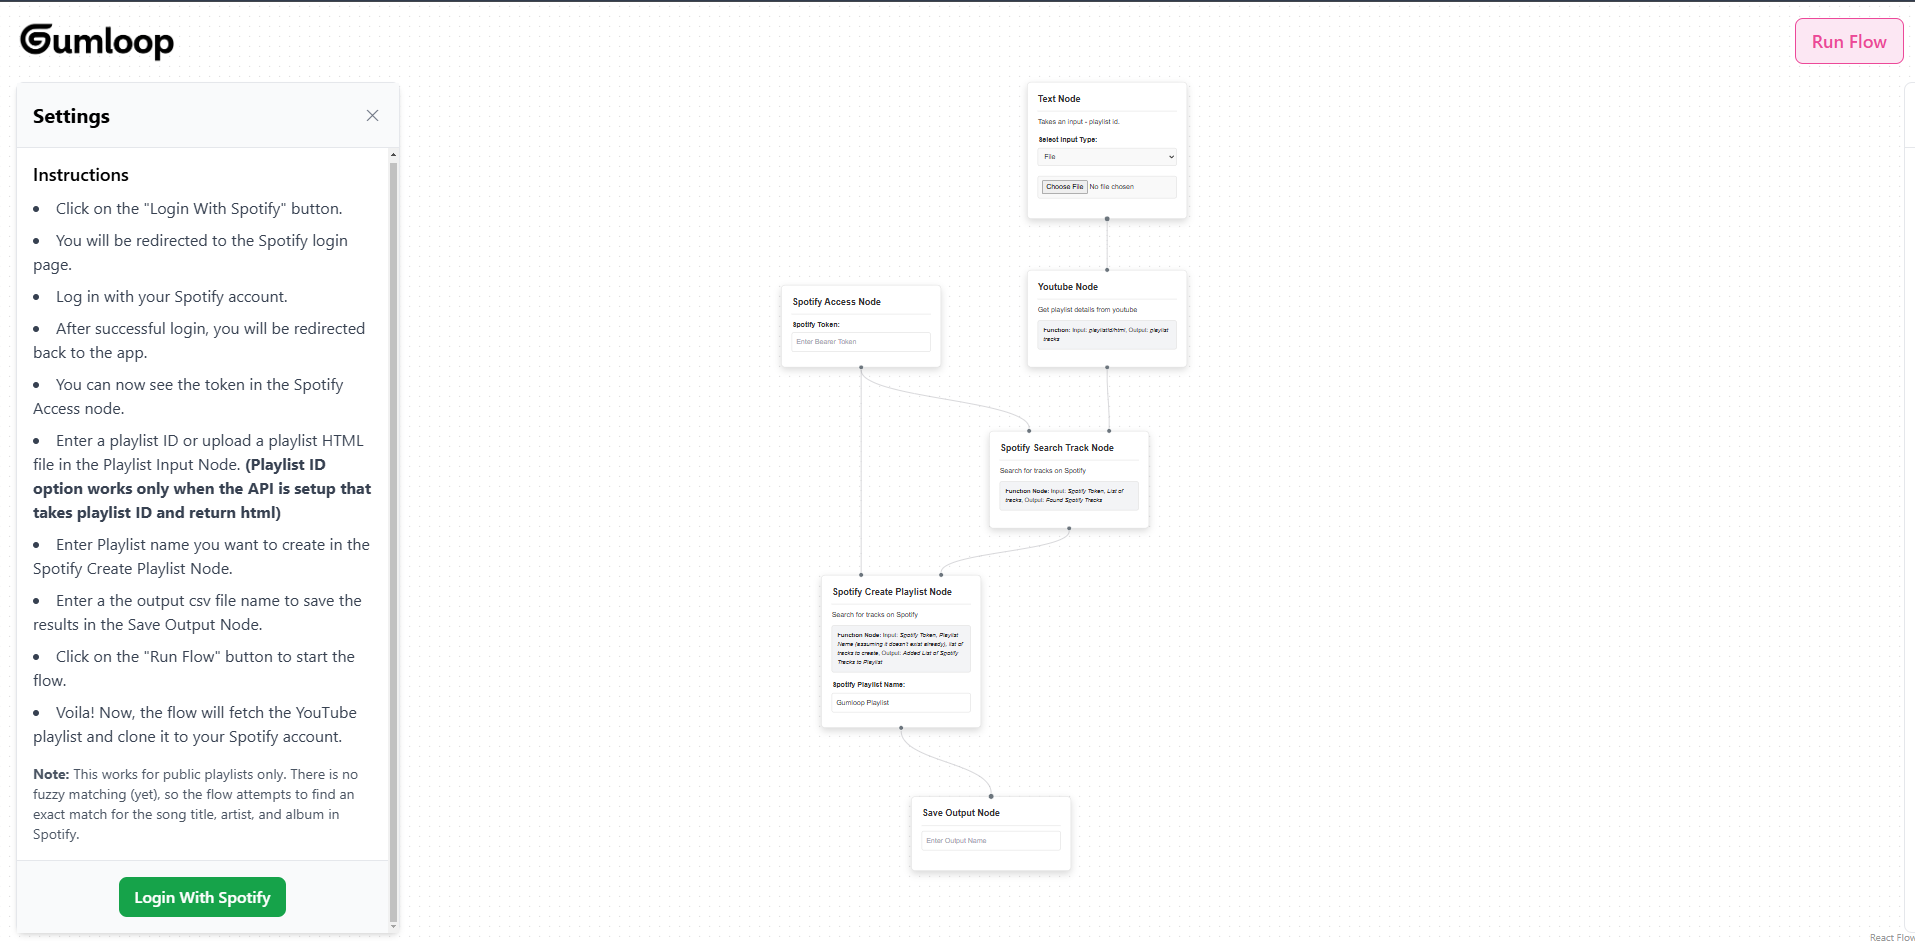 Gumloop
Run Flow
Settings
Instructions
Click on the "Login With Spotify" button.
You will be redirected to the Spotify login
page.
Log in with your Spotify account.
After successful login, you will be redirected
back to the app.
You can now see the token in the Spotify
Access node.
Enter a playlist ID or upload a playlist HTML
file in the Playlist Input Node. (Playlist ID
option works only when the API is setup that
takes playlist ID and return html)
Enter Playlist name you want to create in the
Spotify Create Playlist Node.
Enter a the output csv file name to save the
results in the Save Output Node.
Click on the "Run Flow" button to start the
flow.
Voila! Now, the flow will fetch the YouTube
playlist and clone it to your Spotify account.
Note: This works for public playlists only. There is no
fuzzy matching (yet), so the flow attempts to find an
exact match for the song title, artist, and album in
Spotify.
Login With Spotify
Text Node
Takes an input - playlist id.
Select Input Type:
File
Choose File No file chosen
Youtube Node
Get playlist details from youtube
Function: Input: playlistid/html, Output: playlist
tracks
Spotify Access Node
Spotify Token:
Enter Bearer Token
Spotify Search Track Node
Search for tracks on Spotify
Function Node: Input: Spotify Token, List of
tracks, Output: Found Spotify Tracks
Spotify Create Playlist Node
Search for tracks on Spotify
Function Node: Input: Spotify Token, Playlist
Name (assuming it doesn't exist already), list of
tracks to create, Output: Added List of Spotify
Tracks to Playlist
Spotify Playlist Name:
Gumloop Playlist
Save Output Node
Enter Output Name
React Flow